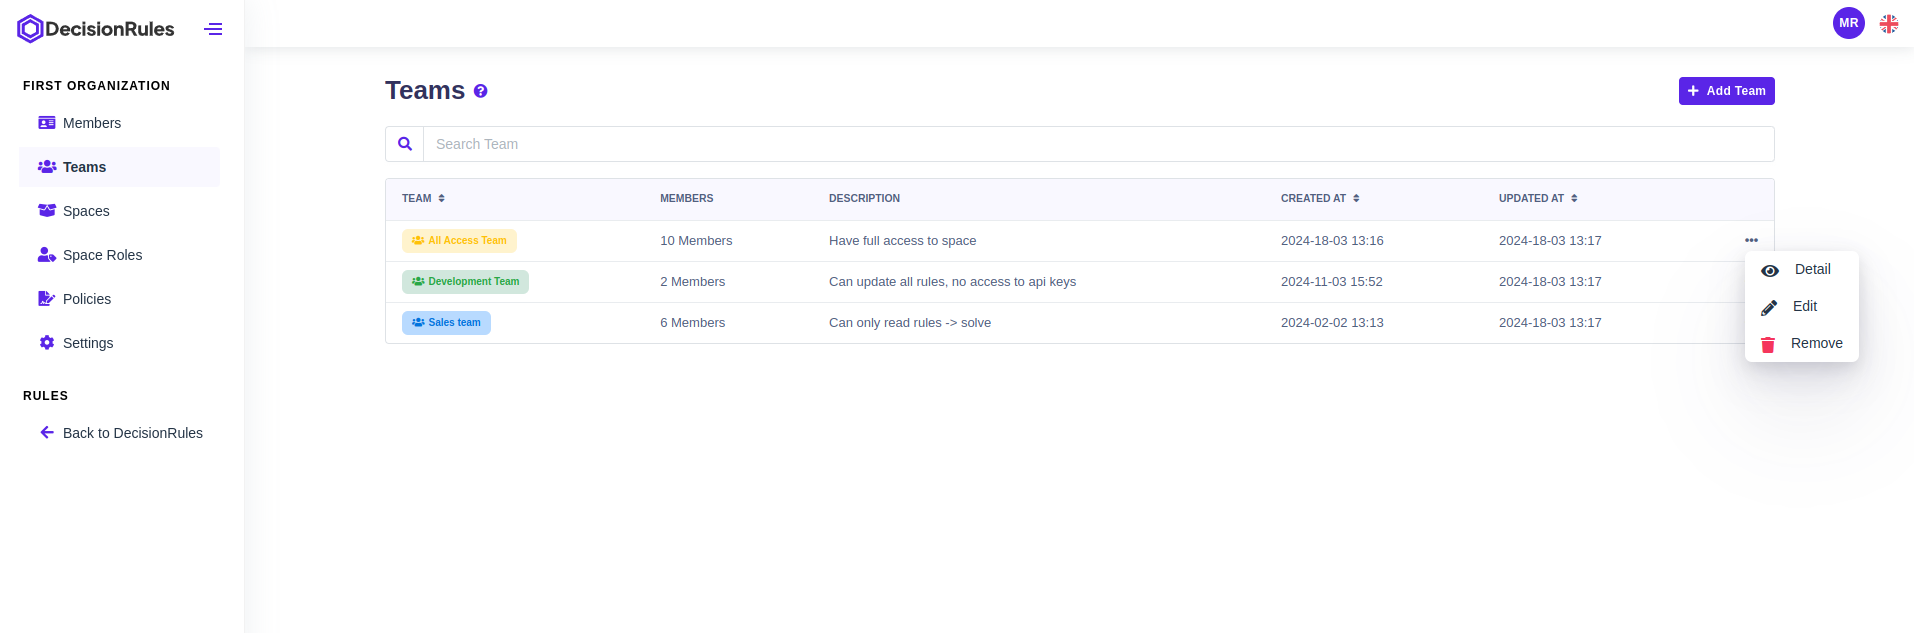 DecisionRules
MR
FIRST ORGANIZATION
Members
Teams
Spaces
Space Roles
Policies
Settings
RULES
Back to DecisionRules
Teams ?
+ Add Team
Search Team
TEAM MEMBERS DESCRIPTION CREATED AT UPDATED AT
All Access Team 10 Members Have full access to space 2024-18-03 13:16 2024-18-03 13:17
Development Team 2 Members Can update all rules, no access to api keys 2024-11-03 15:52 2024-18-03 13:17
Sales team 6 Members Can only read rules -> solve 2024-02-02 13:13 2024-18-03 13:17
Detail
Edit
Remove